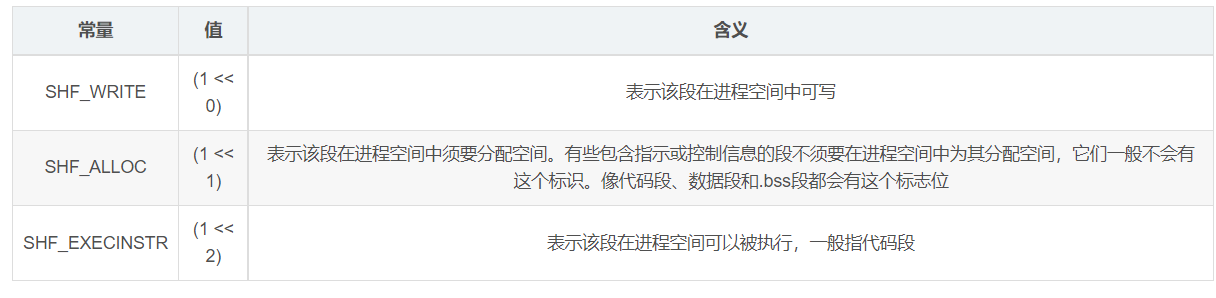 常量 值 含义
SHF_WRITE (1 << 0) 表示该段在进程空间中可写
SHF_ALLOC (1 << 1) 表示该段在进程空间中须要分配空间。有些包含指示或控制信息的段不须要在进程空间中为其分配空间，它们一般不会有
这个标识。像代码段、数据段和.bss段都会有这个标志位
SHF_EXECINSTR (1 << 2) 表示该段在进程空间可以被执行，一般指代码段